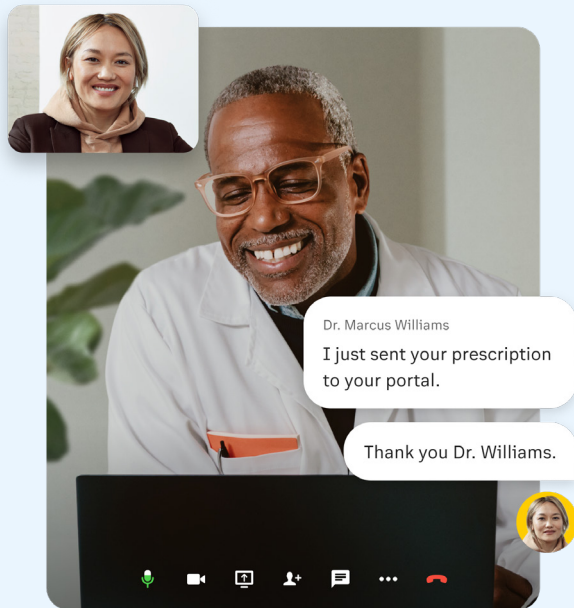 Dr. Marcus Williams
I just sent your prescription
to your portal.
Thank you Dr. Williams.